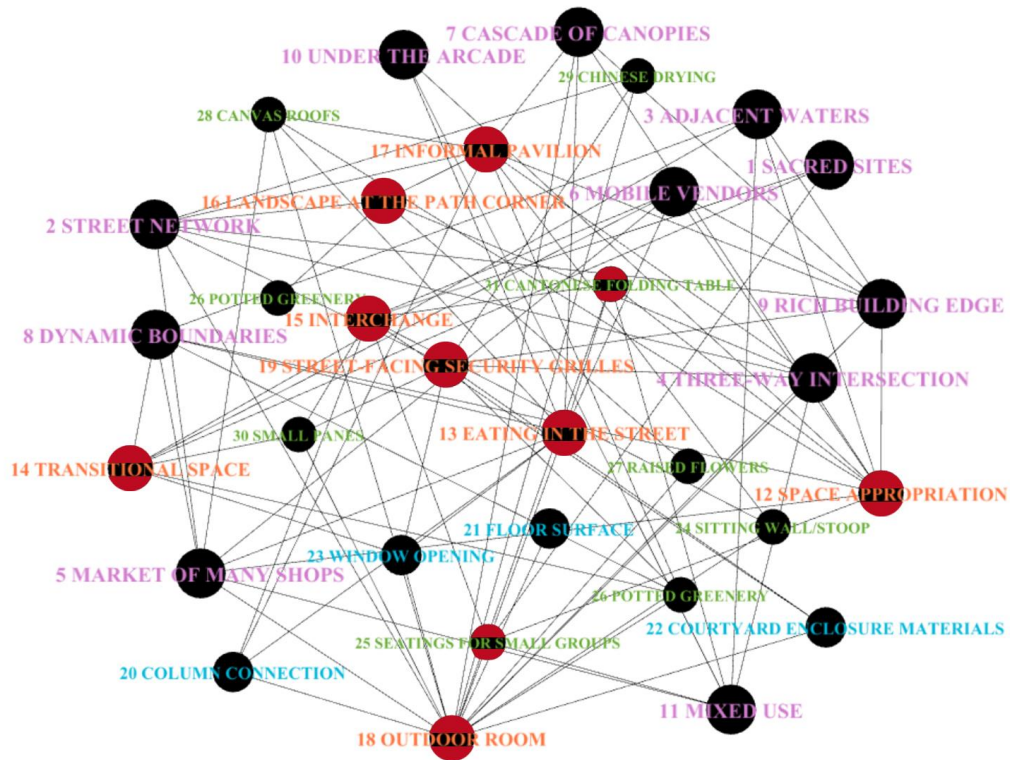 7 CASCADE OF CANOPIES
10 UNDER THE ARCADE
29 CHINESE DRYING
28 CANVAS ROOFS
3 ADJACENT WATERS
17 INFORMAL PAVILION
1 SACRED SITES
6 MOBILE VENDORS
16 LANDSCAPE AT THE PATH CORNER
2 STREET NETWORK
31 CANTONESE FOLDING TABLE
26 POTTED GREENERY
9 RICH BUILDING EDGE
15 INTERCHANGE
8 DYNAMIC BOUNDARIES
19 STREET-FACING SECURITY GRILLES
4 THREE-WAY INTERSECTION
30 SMALL PANES
13 EATING IN THE STREET
14 TRANSITIONAL SPACE
27 RAISED FLOWERS
12 SPACE APPROPRIATION
21 FLOOR SURFACE
24 SITTING WALL/STOOP
23 WINDOW OPENING
5 MARKET OF MANY SHOPS
26 POTTED GREENERY
22 COURTYARD ENCLOSURE MATERIALS
25 SEATINGS FOR SMALL GROUPS
20 COLUMN CONNECTION
11 MIXED USE
18 OUTDOOR ROOM